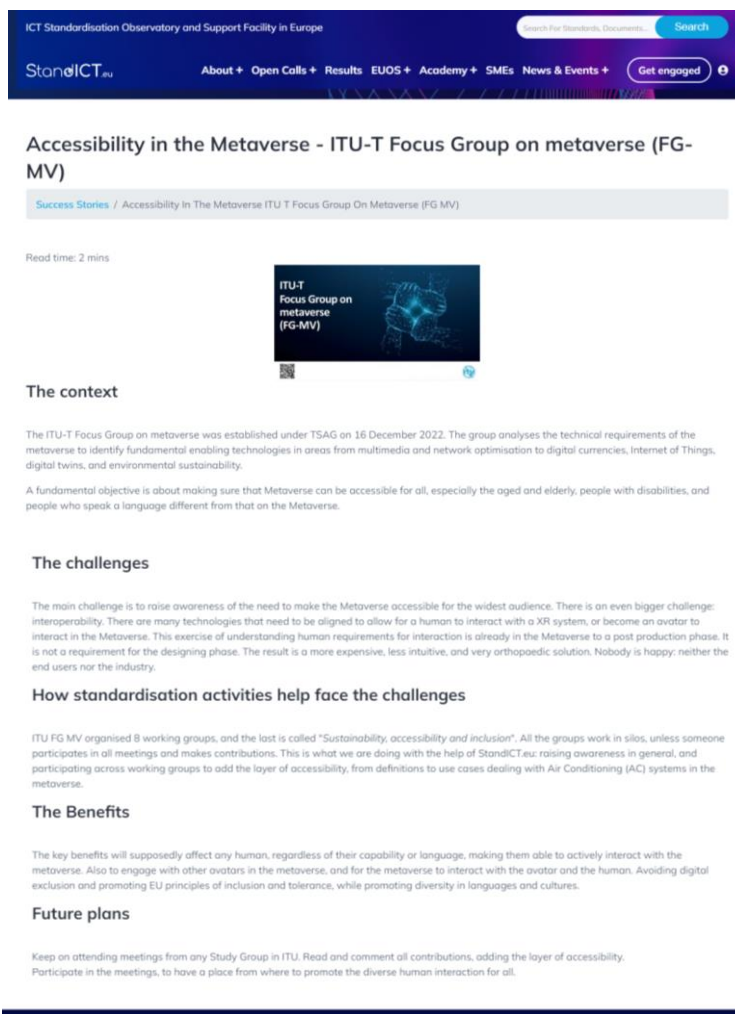 ICT Standardisation Observatory and Support Facility in Europe
Search For Standards, Documents...
Search
StandICT.eu
About + Open Calls + Results EUOS + Academy + SMEs News & Events +
Get engaged
Accessibility in the Metaverse - ITU-T Focus Group on metaverse (FG-
MV)
Success Stories / Accessibility In The Metaverse ITU T Focus Group On Metaverse (FG MV)
Read time: 2 mins
ITU-T
Focus Group on
metaverse
(FG-MV)
The context
The ITU-T Focus Group on metaverse was established under TSAG on 16 December 2022. The group analyses the technical requirements of the
metaverse to identify fundamental enabling technologies in areas from multimedia and network optimisation to digital currencies, Internet of Things,
digital twins, and environmental sustainability.
A fundamental objective is about making sure that Metaverse can be accessible for all, especially the aged and elderly, people with disabilities, and
people who speak a language different from that on the Metaverse.
The challenges
The main challenge is to raise awareness of the need to make the Metaverse accessible for the widest audience. There is an even bigger challenge:
interoperability. There are many technologies that need to be aligned to allow for a human to interact with a XR system, or become an avatar to
interact in the Metaverse. This exercise of understanding human requirements for interaction is already in the Metaverse to a post production phase. It
is not a requirement for the designing phase. The result is a more expensive, less intuitive, and very orthopaedic solution. Nobody is happy: neither the
end users nor the industry.
How standardisation activities help face the challenges
ITU FG MV organised 8 working groups, and the last is called "Sustainability, accessibility and inclusion". All the groups work in silos, unless someone
participates in all meetings and makes contributions. This is what we are doing with the help of StandICT.eu: raising awareness in general, and
participating across working groups to add the layer of accessibility, from definitions to use cases dealing with Air Conditioning (AC) systems in the
metaverse.
The Benefits
The key benefits will supposedly affect any human, regardless of their capability or language, making them able to actively interact with the
metaverse. Also to engage with other avatars in the metaverse, and for the metaverse to interact with the avatar and the human. Avoiding digital
exclusion and promoting EU principles of inclusion and tolerance, while promoting diversity in languages and cultures.
Future plans
Keep on attending meetings from any Study Group in ITU. Read and comment all contributions, adding the layer of accessibility.
Participate in the meetings, to have a place from where to promote the diverse human interaction for all.